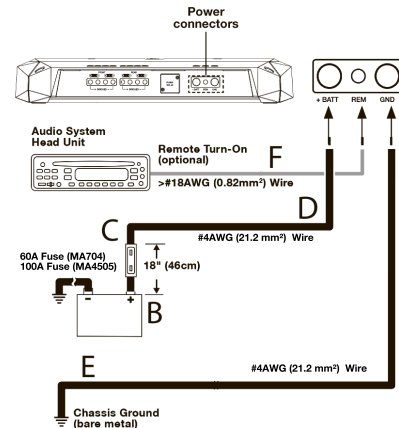 Power
connectors
+ BATT REM GND
Audio System
Head Unit
Remote Turn-On
(optional)
F
>#18AWG (0.82mm²) Wire
D
C
#4AWG (21.2 mm²) Wire
60A Fuse (MA704)
100A Fuse (MA4505)
18" (46cm)
- +
B
E
#4AWG (21.2 mm²) Wire
Chassis Ground
(bare metal)